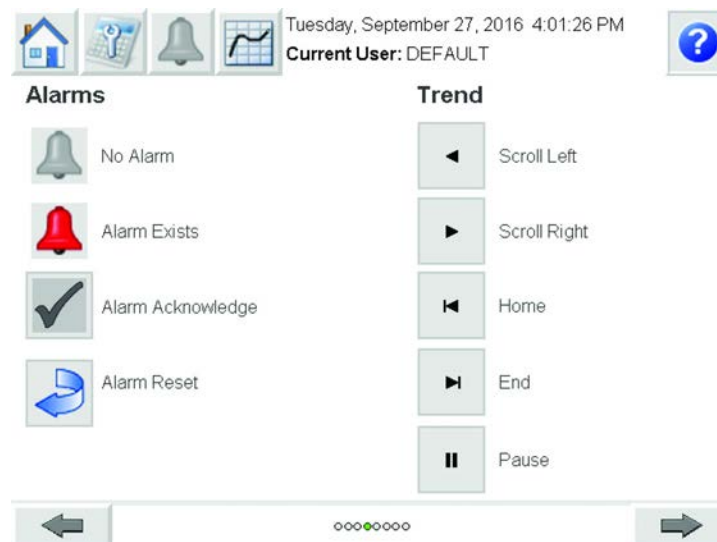 Tuesday, September 27, 2016 4:01:26 PM
Current User: DEFAULT
?
Alarms
No Alarm
Alarm Exists
Alarm Acknowledge
Alarm Reset
Trend
Scroll Left
Scroll Right
Home
End
Pause